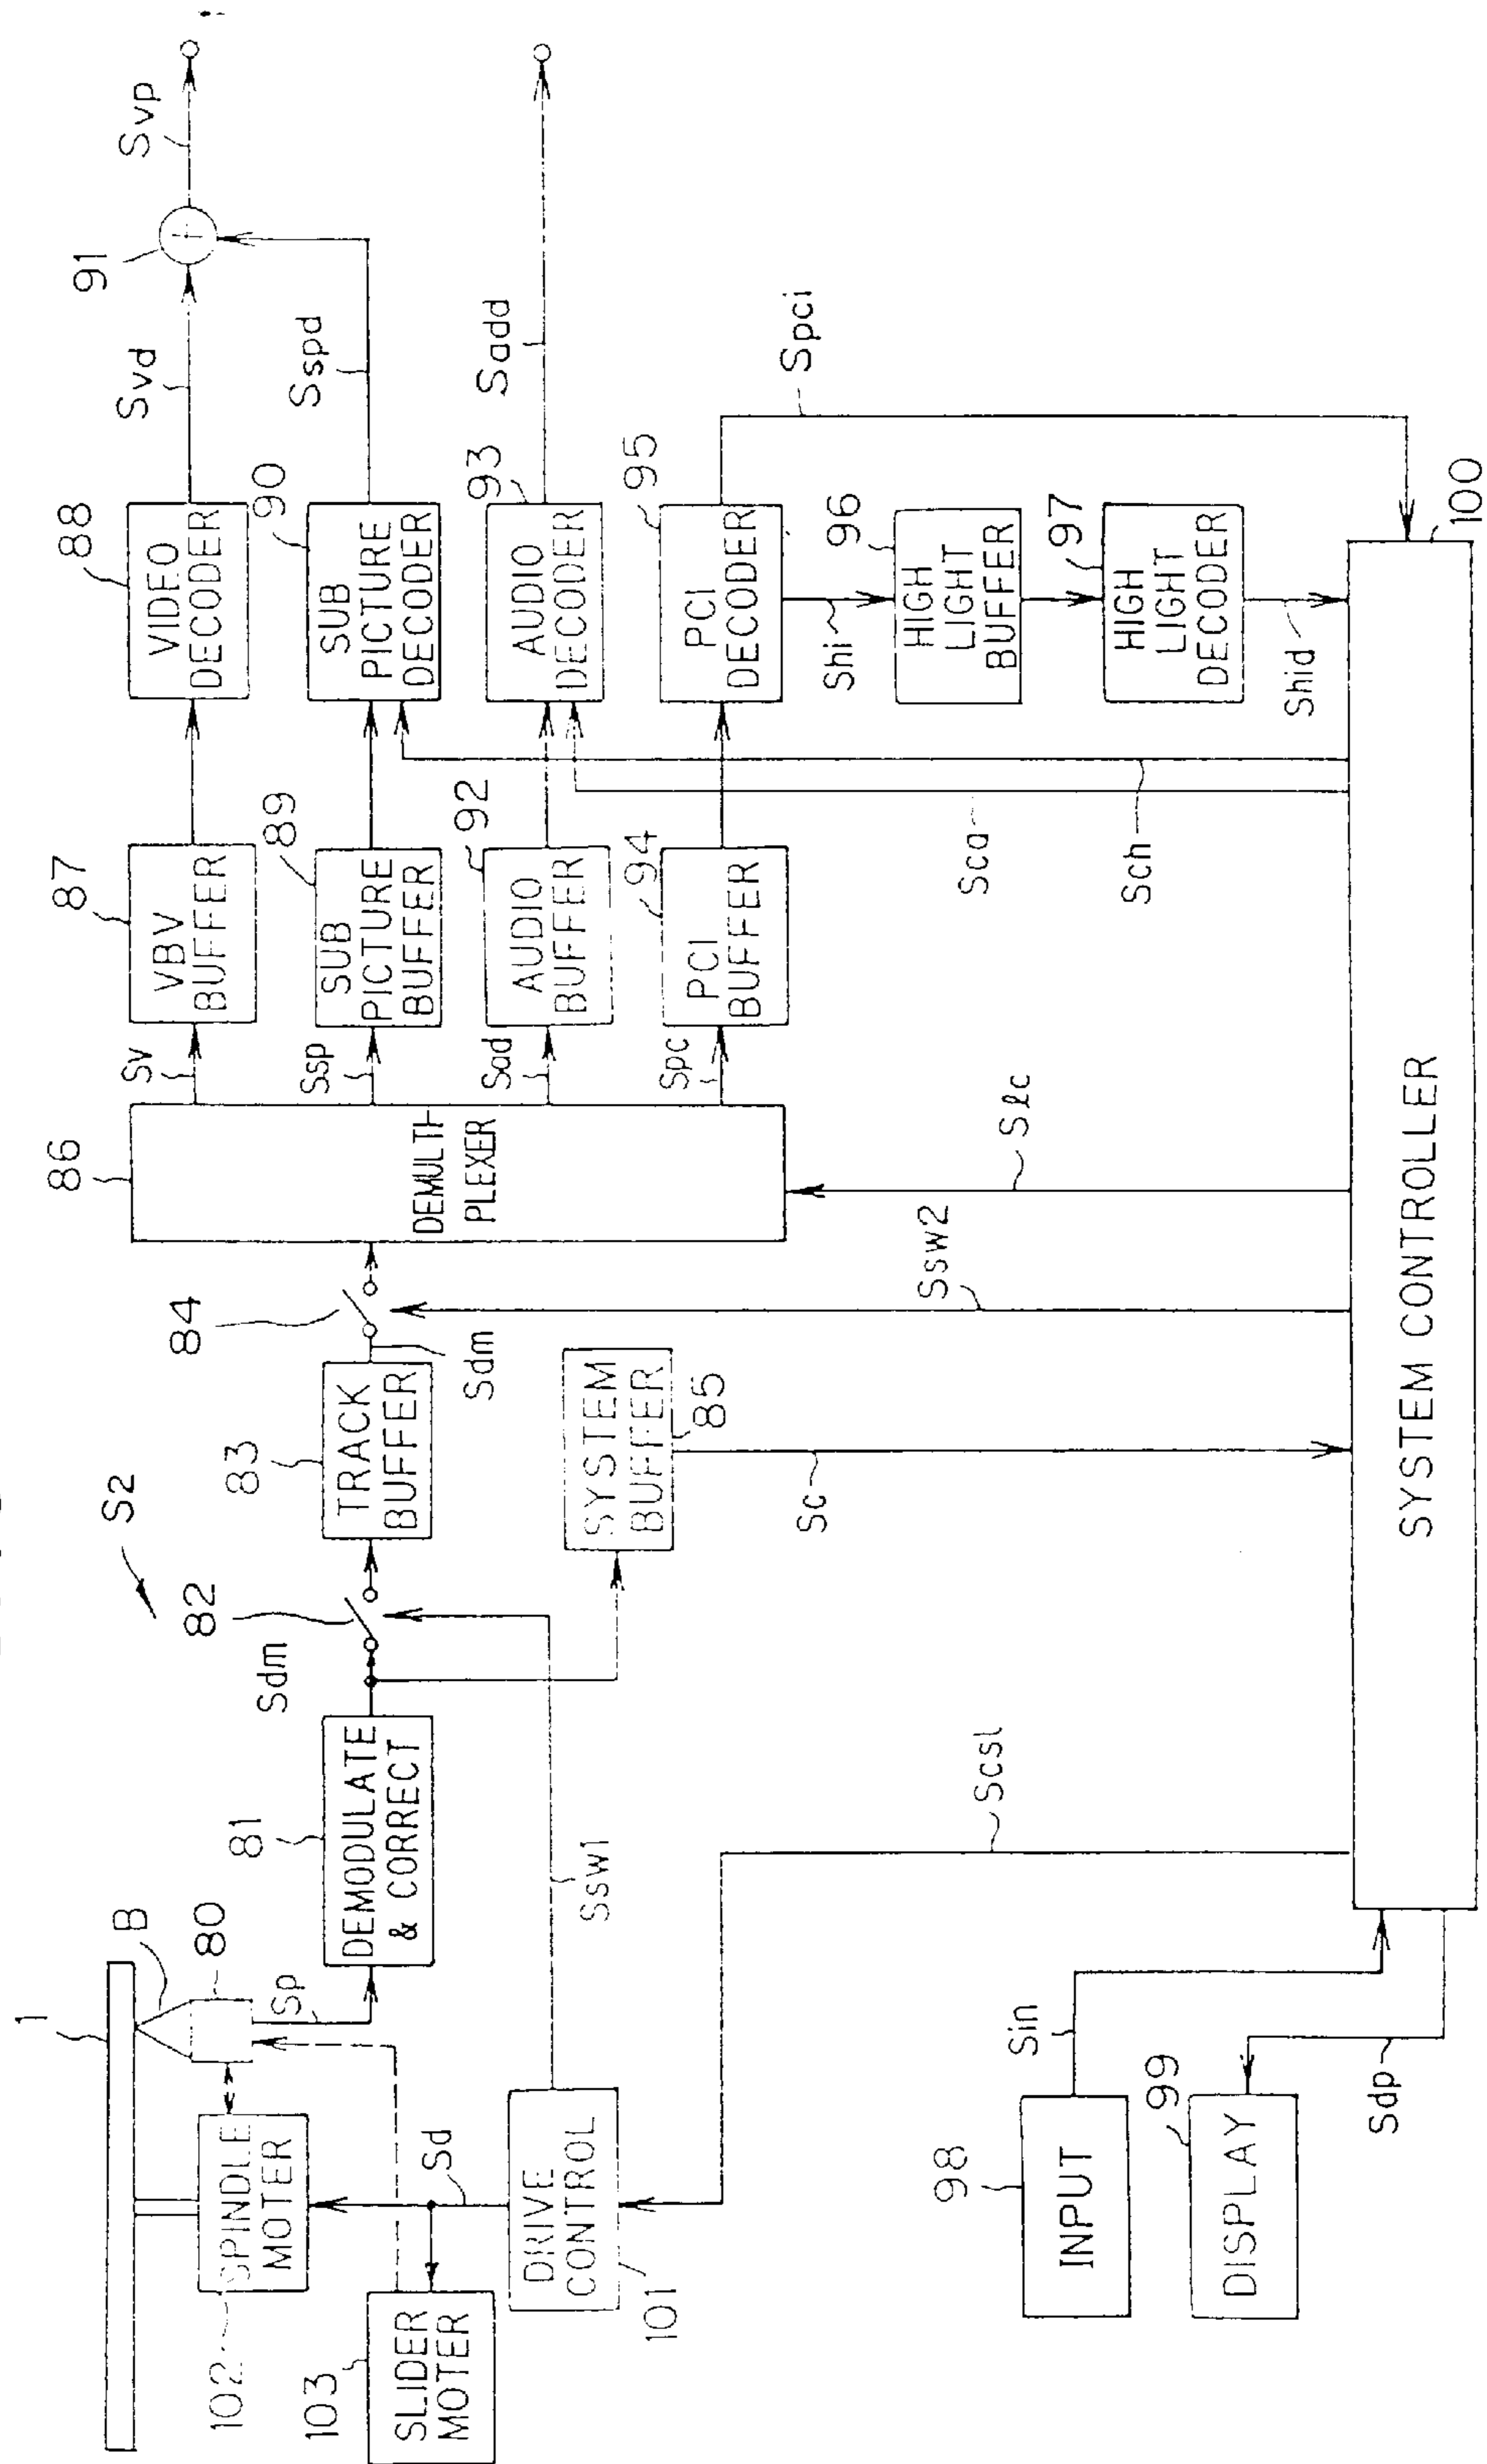 S2
1
B
80
Sp
102
SPINDLE
MOTER
103
SLIDER
MOTER
Sd
DRIVE
CONTROL
101
81
DEMODULATE
& CORRECT
Sdm
82
Ssw1
83
TRACK
BUFFER
84
Sdm
SYSTEM
BUFFER
85
Sc
Ssw2
Scsl
86
DEMULTI-
PLEXER
Slc
Sv
Ssp
Sad
Spc
87
VBV
BUFFER
89
SUB
PICTURE
BUFFER
92
AUDIO
BUFFER
94
PCI
BUFFER
88
VIDEO
DECODER
90
SUB
PICTURE
DECODER
93
AUDIO
DECODER
95
PCI
DECODER
Svd
91
Svp
Sspd
Sadd
Spci
Shi
96
HIGH
LIGHT
BUFFER
97
HIGH
LIGHT
DECODER
Shid
Sca
Sch
98
INPUT
Sin
99
DISPLAY
Sdp
SYSTEM CONTROLLER
100